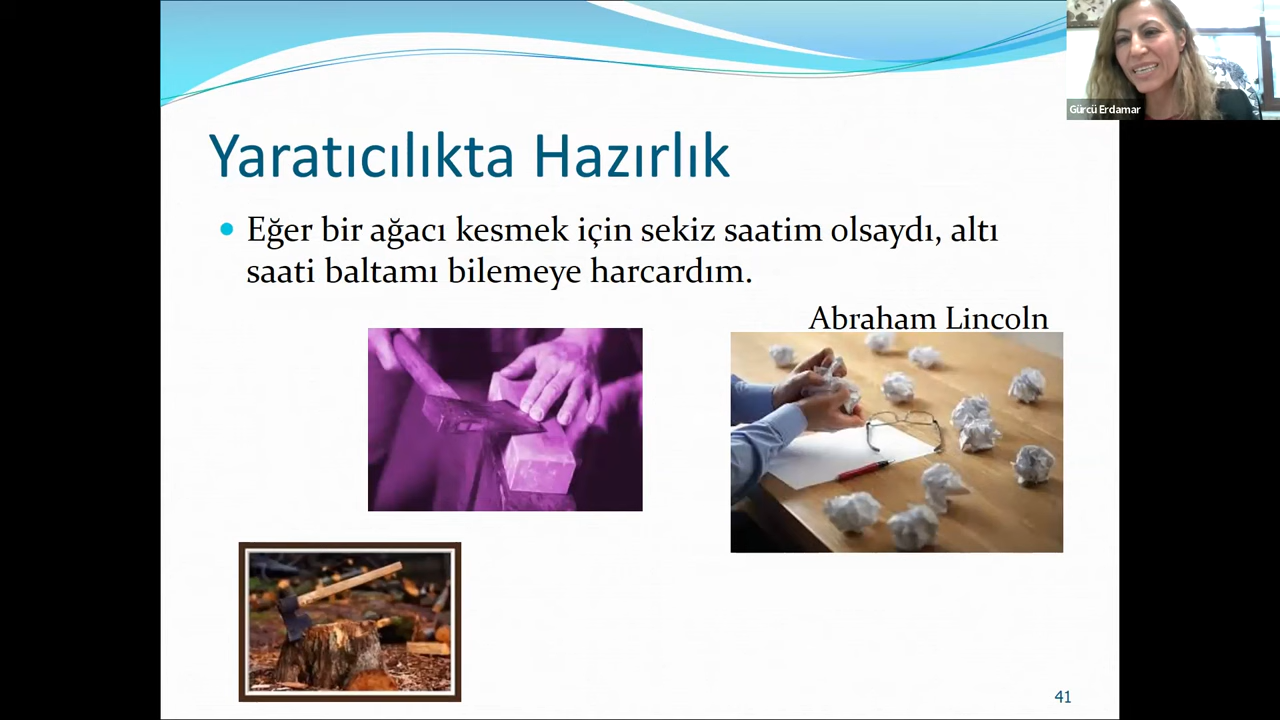 Gürcü Erdamar
Yaratıcılıkta Hazırlık
Eğer bir ağacı kesmek için sekiz saatim olsaydı, altı
saati baltamı bilemeye harcardım.
Abraham Lincoln
41